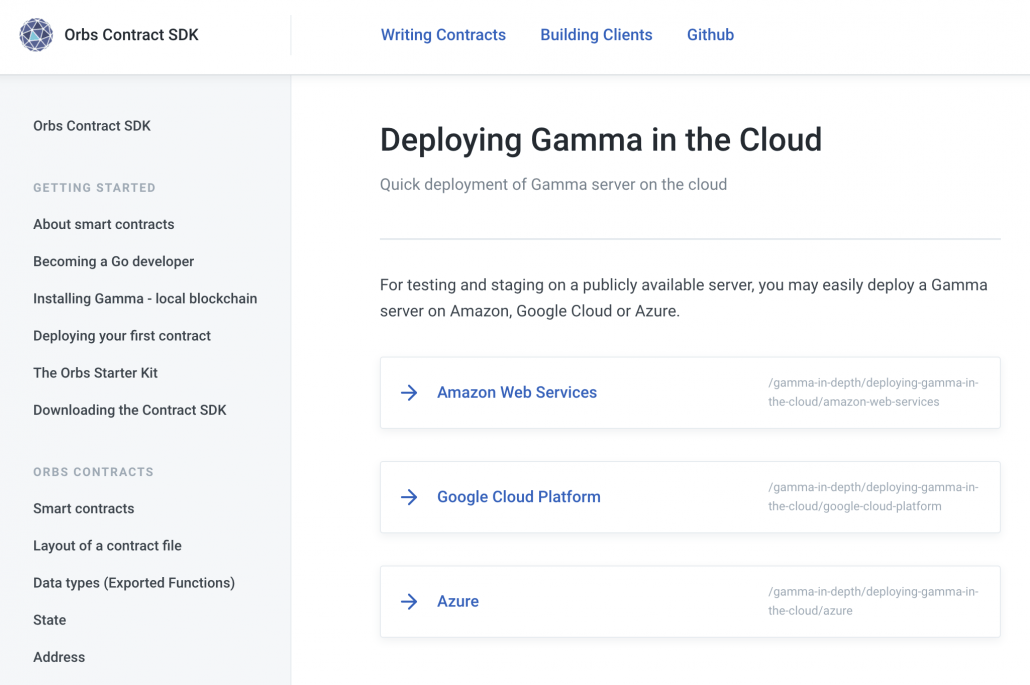 Orbs Contract SDK
Writing Contracts
Building Clients
Github
Orbs Contract SDK
GETTING STARTED
About smart contracts
Becoming a Go developer
Installing Gamma - local blockchain
Deploying your first contract
The Orbs Starter Kit
Downloading the Contract SDK
ORBS CONTRACTS
Smart contracts
Layout of a contract file
Data types (Exported Functions)
State
Address
Deploying Gamma in the Cloud
Quick deployment of Gamma server on the cloud
For testing and staging on a publicly available server, you may easily deploy a Gamma
server on Amazon, Google Cloud or Azure.
Amazon Web Services
/gamma-in-depth/deploying-gamma-in-
the-cloud/amazon-web-services
Google Cloud Platform
/gamma-in-depth/deploying-gamma-in-
the-cloud/google-cloud-platform
Azure
/gamma-in-depth/deploying-gamma-in-
the-cloud/azure